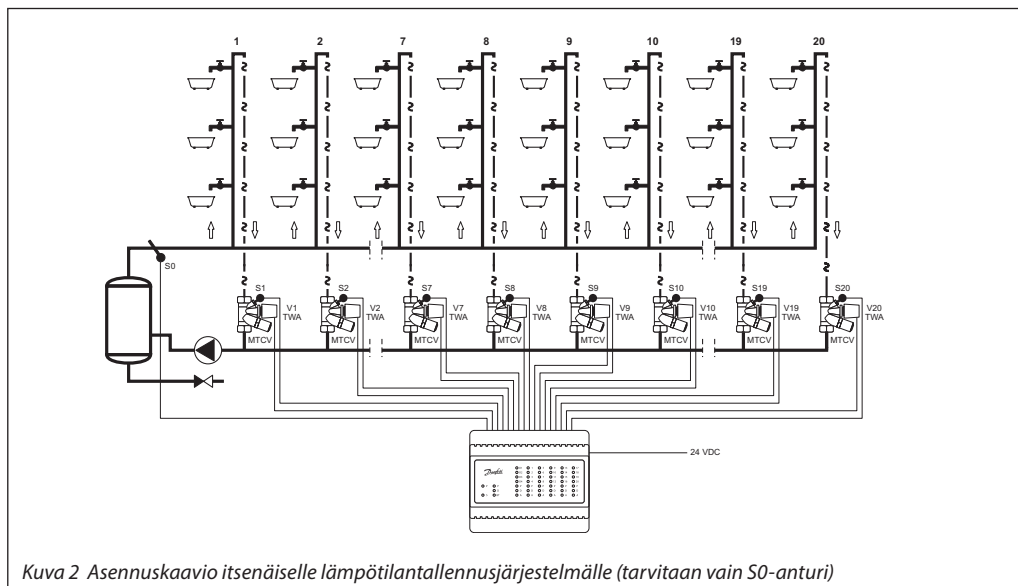 1 2 7 8 9 10 19 20
S0
S1 S2 S7 S8 S9 S10 S19 S20
V1 V2 V7 V8 V9 V10 V19 V20
TWA TWA TWA TWA TWA TWA TWA TWA
MTCV MTCV MTCV MTCV MTCV MTCV MTCV MTCV
24 VDC
Danfoss
Kuva 2 Asennuskaavio itsenäiselle lämpötilantallennusjärjestelmälle (tarvitaan vain S0-anturi)